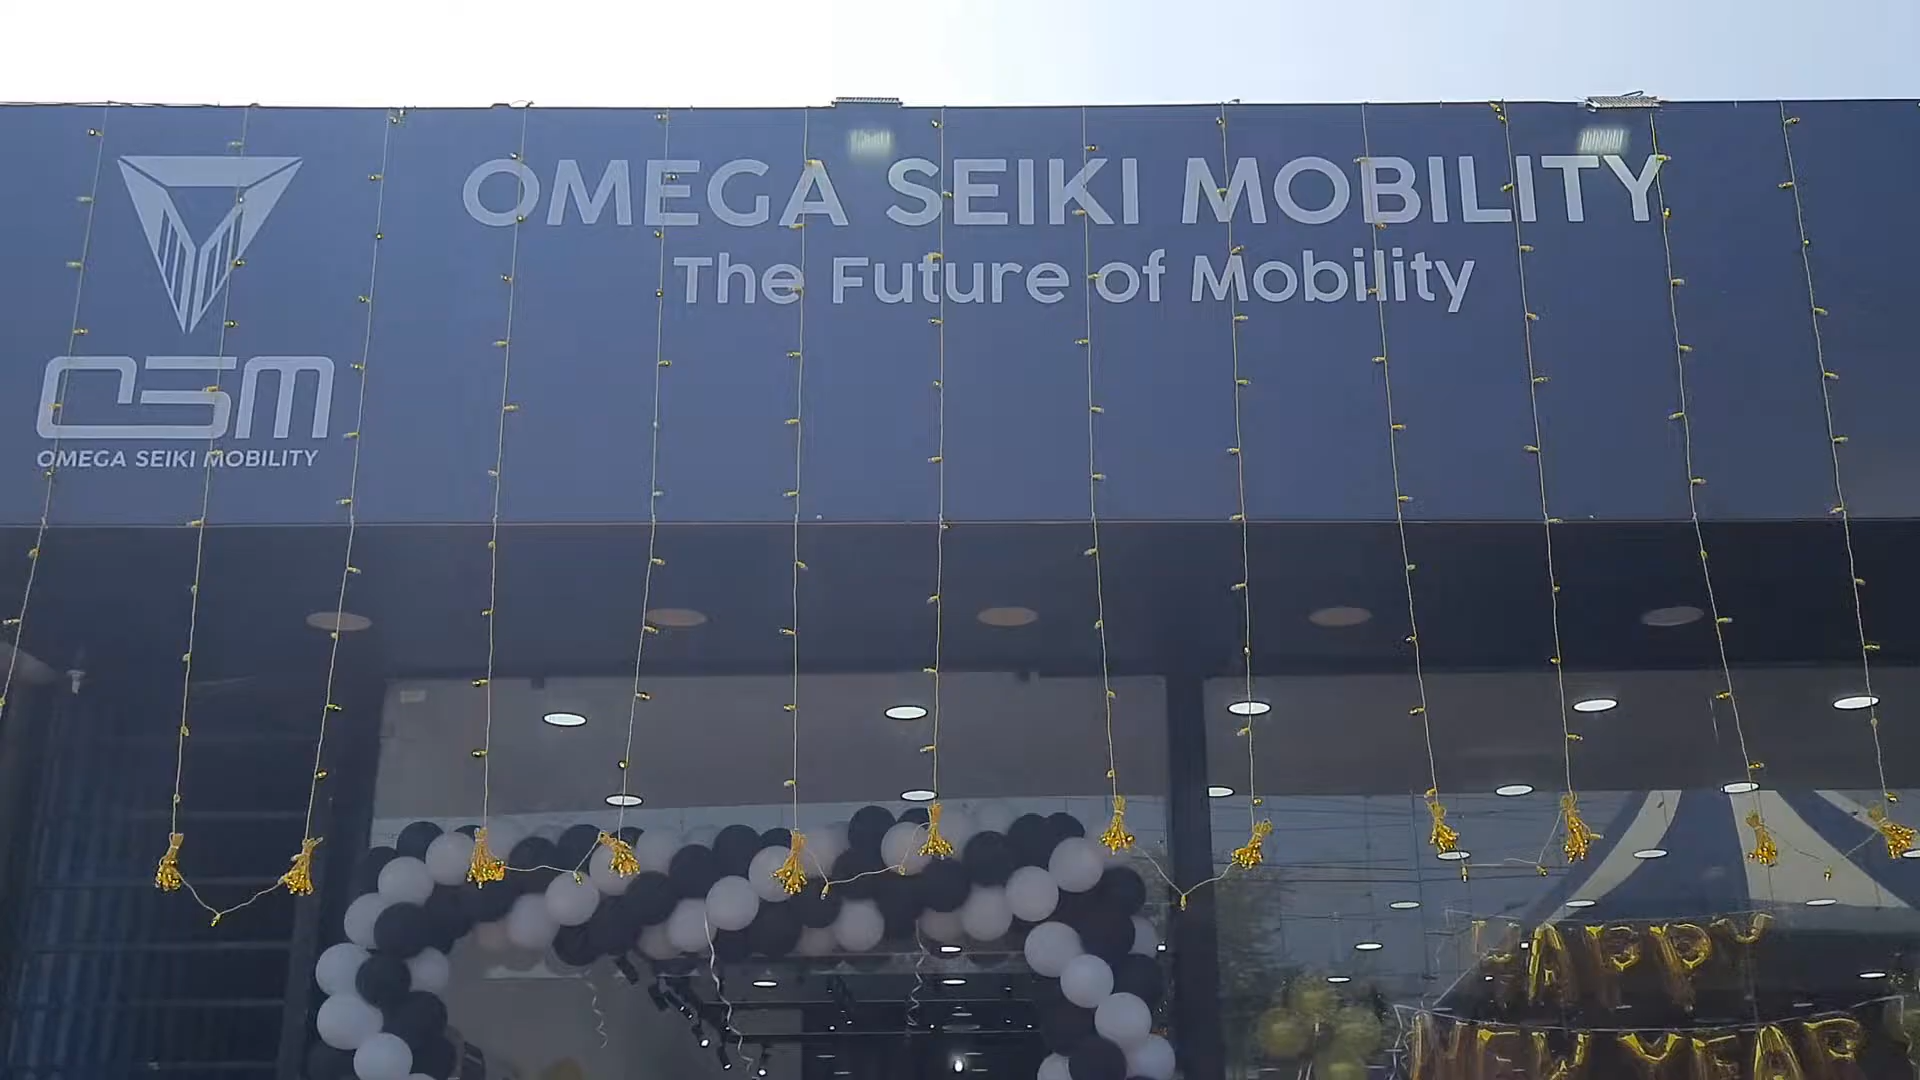 OMEGA SEIKI MOBILITY
The Future of Mobility
OSM
OMEGA SEIKI MOBILITY
HAPPY
NEW YEAR